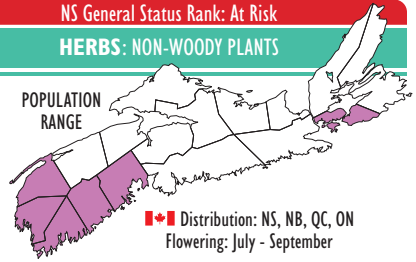 NS General Status Rank: At Risk
HERBS: NON-WOODY PLANTS
POPULATION
RANGE
Distribution: NS, NB, QC, ON
Flowering: July - September